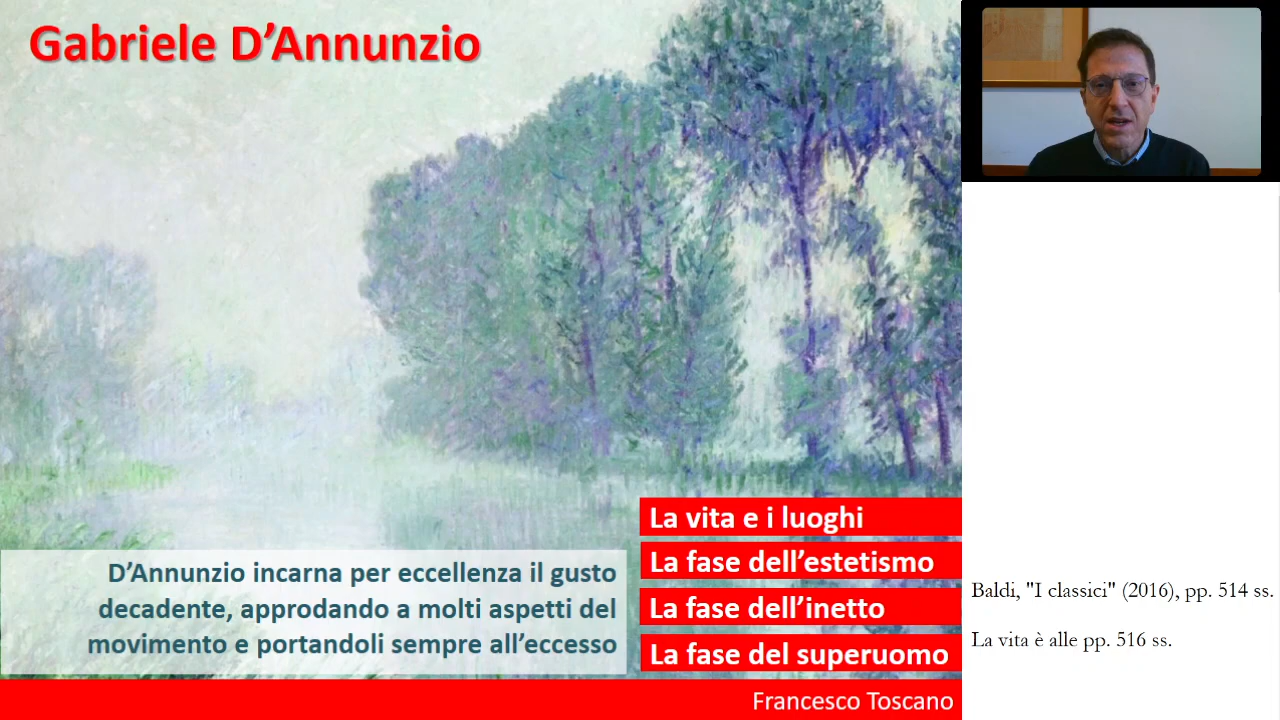 Gabriele D'Annunzio
La vita e i luoghi
La fase dell'estetismo
La fase dell'inetto
La fase del superuomo
D'Annunzio incarna per eccellenza il gusto
decadente, approdando a molti aspetti del
movimento e portandoli sempre all'eccesso
Francesco Toscano
Baldi, "I classici" (2016), pp. 514 ss.
La vita è alle pp. 516 ss.